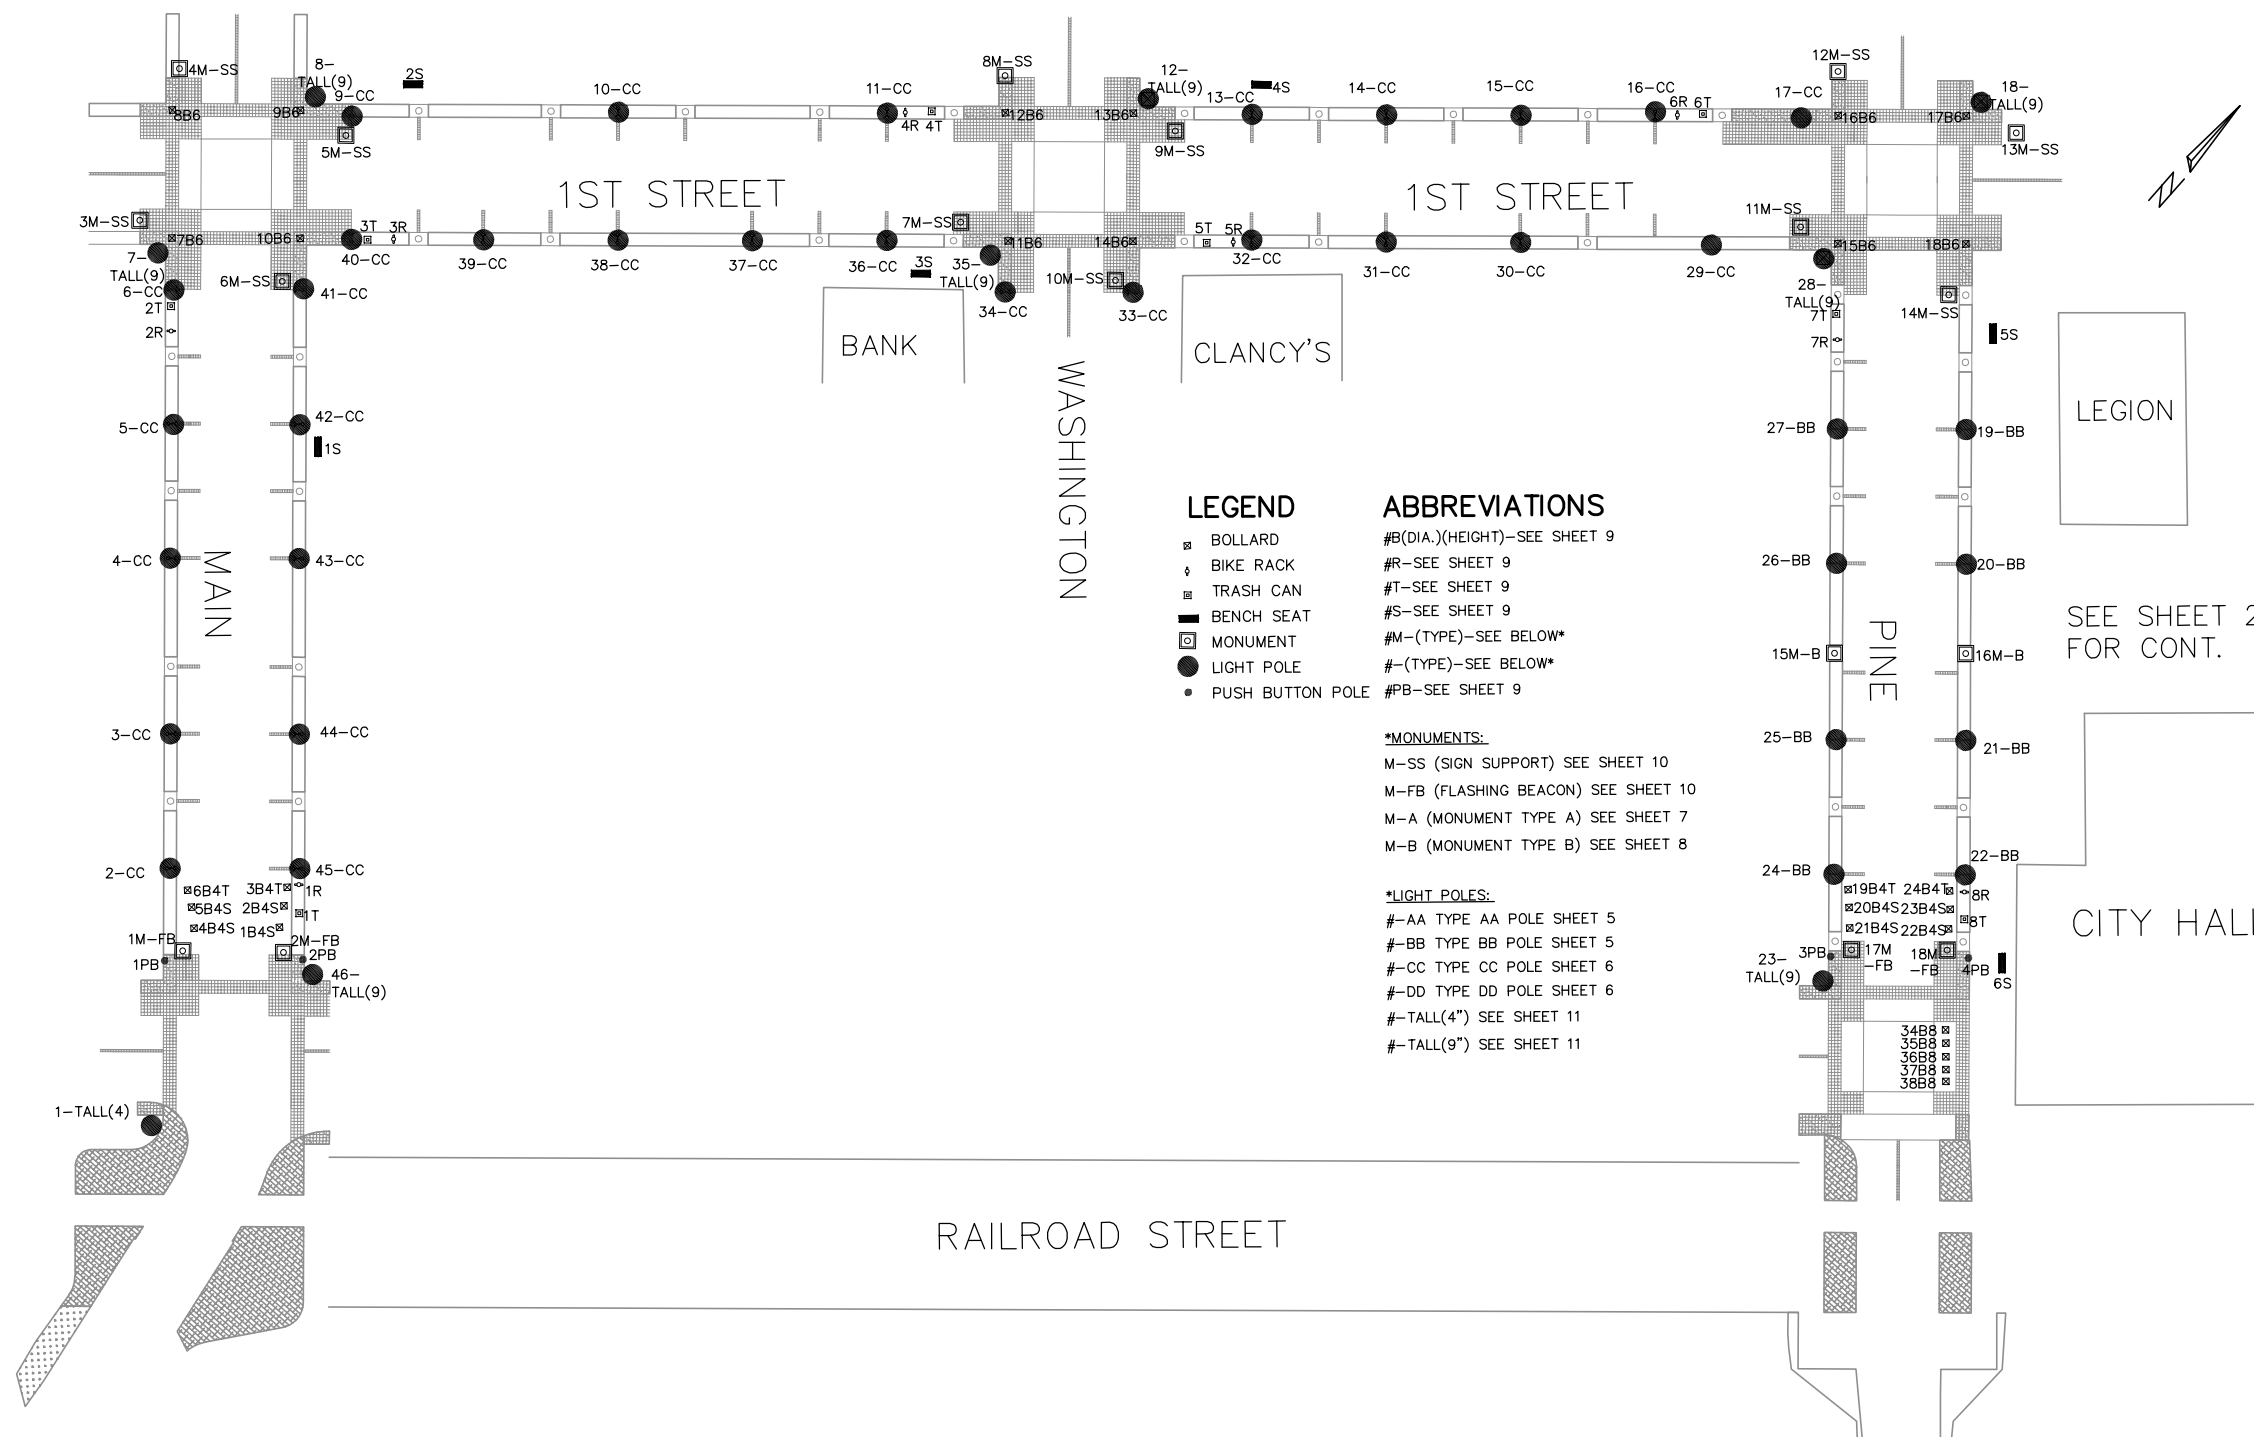 4M-SS
8-
TALL(9)
2S
9-CC
8B6
9B6
5M-SS
10-CC
11-CC
4R 4T
8M-SS
12B6
13B6
12-
TALL(9)
13-CC
4S
9M-SS
14-CC
15-CC
16-CC
6R 6T
17-CC
12M-SS
16B6
17B6
18-
TALL(9)
13M-SS
1ST STREET
1ST STREET
N
3M-SS
7B6
10B6
3T 3R
40-CC
39-CC
38-CC
37-CC
36-CC
7M-SS
3S
35-
TALL(9)
11B6
14B6
10M-SS
34-CC
33-CC
5T 5R
32-CC
31-CC
30-CC
29-CC
11M-SS
15B6
18B6
28-
TALL(9)
14M-SS
7-
TALL(9)
6-CC
6M-SS
41-CC
2T
2R
7T
7R
5S
BANK
CLANCY'S
LEGION
WASHINGTON
5-CC
42-CC
1S
27-BB
19-BB
4-CC
43-CC
MAIN
26-BB
20-BB
15M-B
16M-B
PINE
SEE SHEET 2
FOR CONT.
3-CC
44-CC
25-BB
21-BB
LEGEND
BOLLARD
BIKE RACK
TRASH CAN
BENCH SEAT
MONUMENT
LIGHT POLE
PUSH BUTTON POLE
ABBREVIATIONS
#B(DIA.)(HEIGHT)-SEE SHEET 9
#R-SEE SHEET 9
#T-SEE SHEET 9
#S-SEE SHEET 9
#M-(TYPE)-SEE BELOW*
#-(TYPE)-SEE BELOW*
#PB-SEE SHEET 9
*MONUMENTS:
M-SS (SIGN SUPPORT) SEE SHEET 10
M-FB (FLASHING BEACON) SEE SHEET 10
M-A (MONUMENT TYPE A) SEE SHEET 7
M-B (MONUMENT TYPE B) SEE SHEET 8
*LIGHT POLES:
#-AA TYPE AA POLE SHEET 5
#-BB TYPE BB POLE SHEET 5
#-CC TYPE CC POLE SHEET 6
#-DD TYPE DD POLE SHEET 6
#-TALL(4") SEE SHEET 11
#-TALL(9") SEE SHEET 11
2-CC
45-CC
6B4T
3B4T
1R
5B4S
2B4S
1T
4B4S
1B4S
1M-FB
2M-FB
1PB
2PB
46-
TALL(9)
24-BB
22-BB
19B4T
24B4T
8R
20B4S
23B4S
8T
21B4S
22B4S
3PB
17M
-FB
18M
-FB
4PB
6S
23-
TALL(9)
CITY HALL
34B8
35B8
36B8
37B8
38B8
1-TALL(4)
RAILROAD STREET